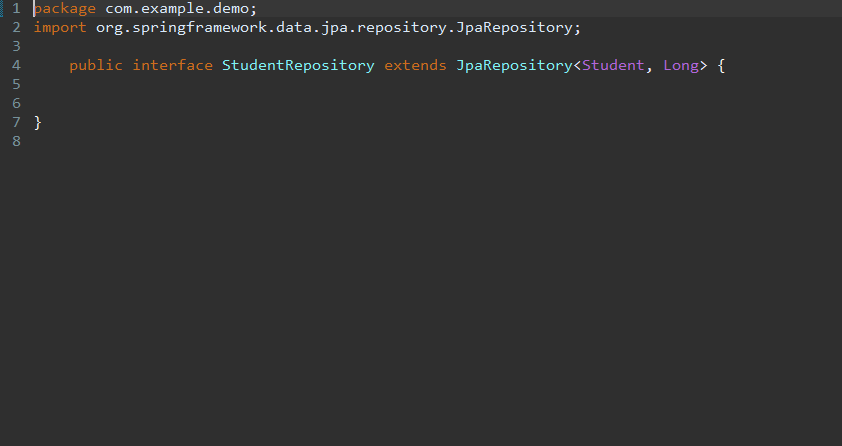 1 package com.example.demo;
2 import org.springframework.data.jpa.repository.JpaRepository;
3
4     public interface StudentRepository extends JpaRepository<Student, Long> {
5
6
7 }
8